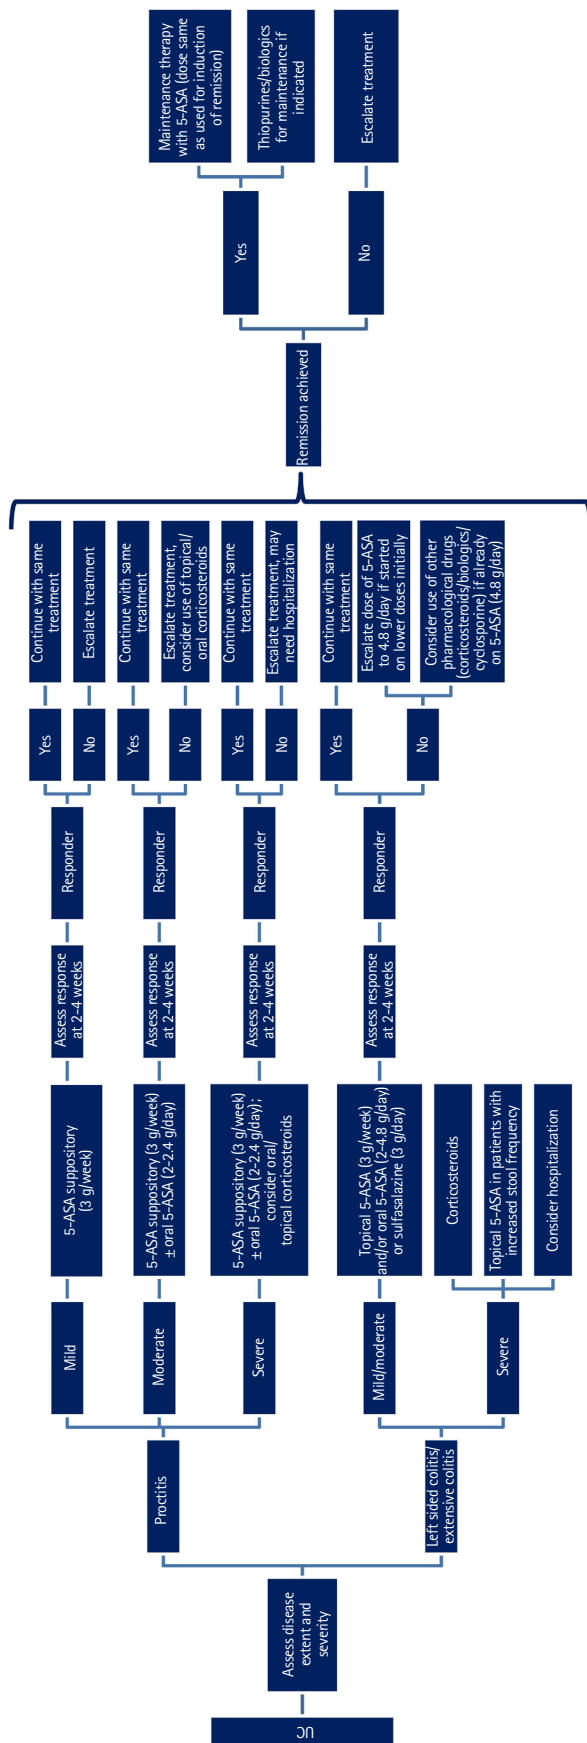 UC
Assess disease
extent and
severity
Proctitis
Mild
5-ASA suppository
(3 g/week)
Assess response
at 2–4 weeks
Responder
Yes
Continue with same
treatment
No
Escalate treatment
Moderate
5-ASA suppository (3 g/week)
± oral 5-ASA (2–2.4 g/day)
Assess response
at 2–4 weeks
Responder
Yes
Continue with same
treatment
No
Escalate treatment,
consider use of topical/
oral corticosteroids
Severe
5-ASA suppository (3 g/week)
± oral 5-ASA (2–2.4 g/day);
consider oral/
topical corticosteroids
Assess response
at 2–4 weeks
Responder
Yes
Continue with same
treatment
No
Escalate treatment, may
need hospitalization
Left sided colitis/
extensive colitis
Mild/moderate
Topical 5-ASA (3 g/week)
and/or oral 5-ASA (2–4.8 g/day)
or sulfasalazine (3 g/day)
Assess response
at 2–4 weeks
Responder
Yes
Continue with same
treatment
No
Escalate dose of 5-ASA
to 4.8 g/day if started
on lower doses initially
Consider use of other
pharmacological drugs
(corticosteroids/biologics/
cyclosporine) if already
on 5-ASA (4.8 g/day)
Severe
Corticosteroids
Topical 5-ASA in patients with
increased stool frequency
Consider hospitalization
Remission achieved
Yes
Maintenance therapy
with 5-ASA (dose same
as used for induction
of remission)
Thiopurines/biologics
for maintenance if
indicated
No
Escalate treatment